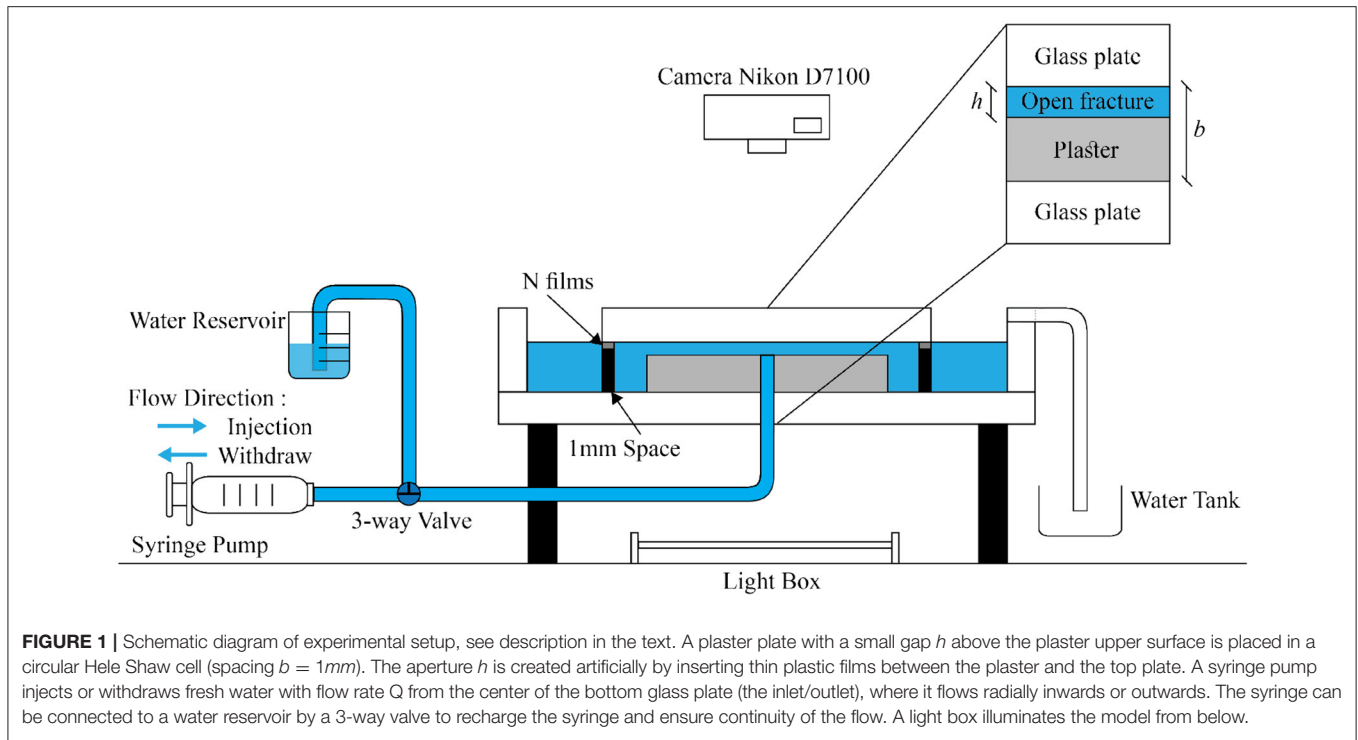 Camera Nikon D7100
Glass plate
h
Open fracture
b
Plaster
Glass plate
N films
Water Reservoir
Flow Direction :
Injection
Withdraw
1mm Space
3-way Valve
Syringe Pump
Water Tank
Light Box
FIGURE 1 | Schematic diagram of experimental setup, see description in the text. A plaster plate with a small gap h above the plaster upper surface is placed in a
circular Hele Shaw cell (spacing b = 1mm). The aperture h is created artificially by inserting thin plastic films between the plaster and the top plate. A syringe pump
injects or withdraws fresh water with flow rate Q from the center of the bottom glass plate (the inlet/outlet), where it flows radially inwards or outwards. The syringe can
be connected to a water reservoir by a 3-way valve to recharge the syringe and ensure continuity of the flow. A light box illuminates the model from below.